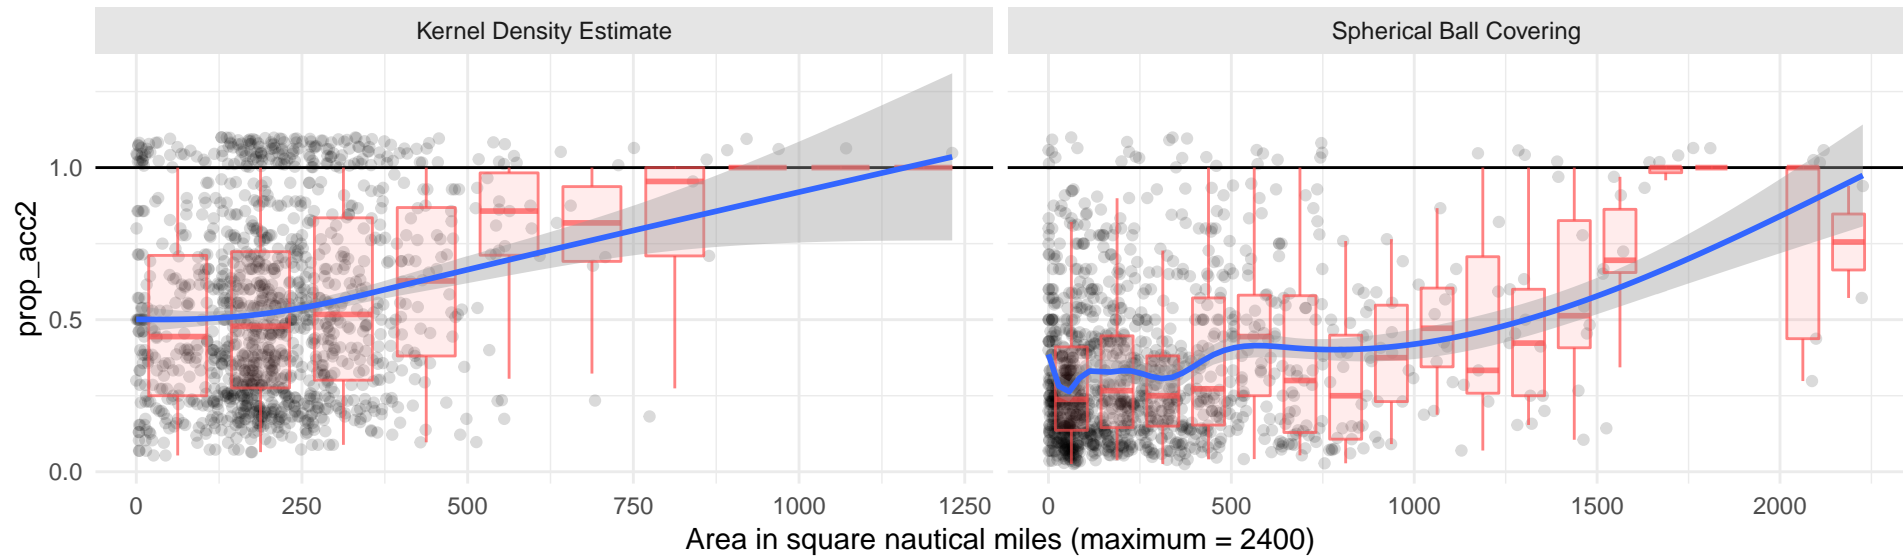 Kernel Density Estimate
Spherical Ball Covering
prop_acc2
1.0
0.5
0.0
0 250 500 750 1000 1250
0 500 1000 1500 2000
Area in square nautical miles (maximum = 2400)